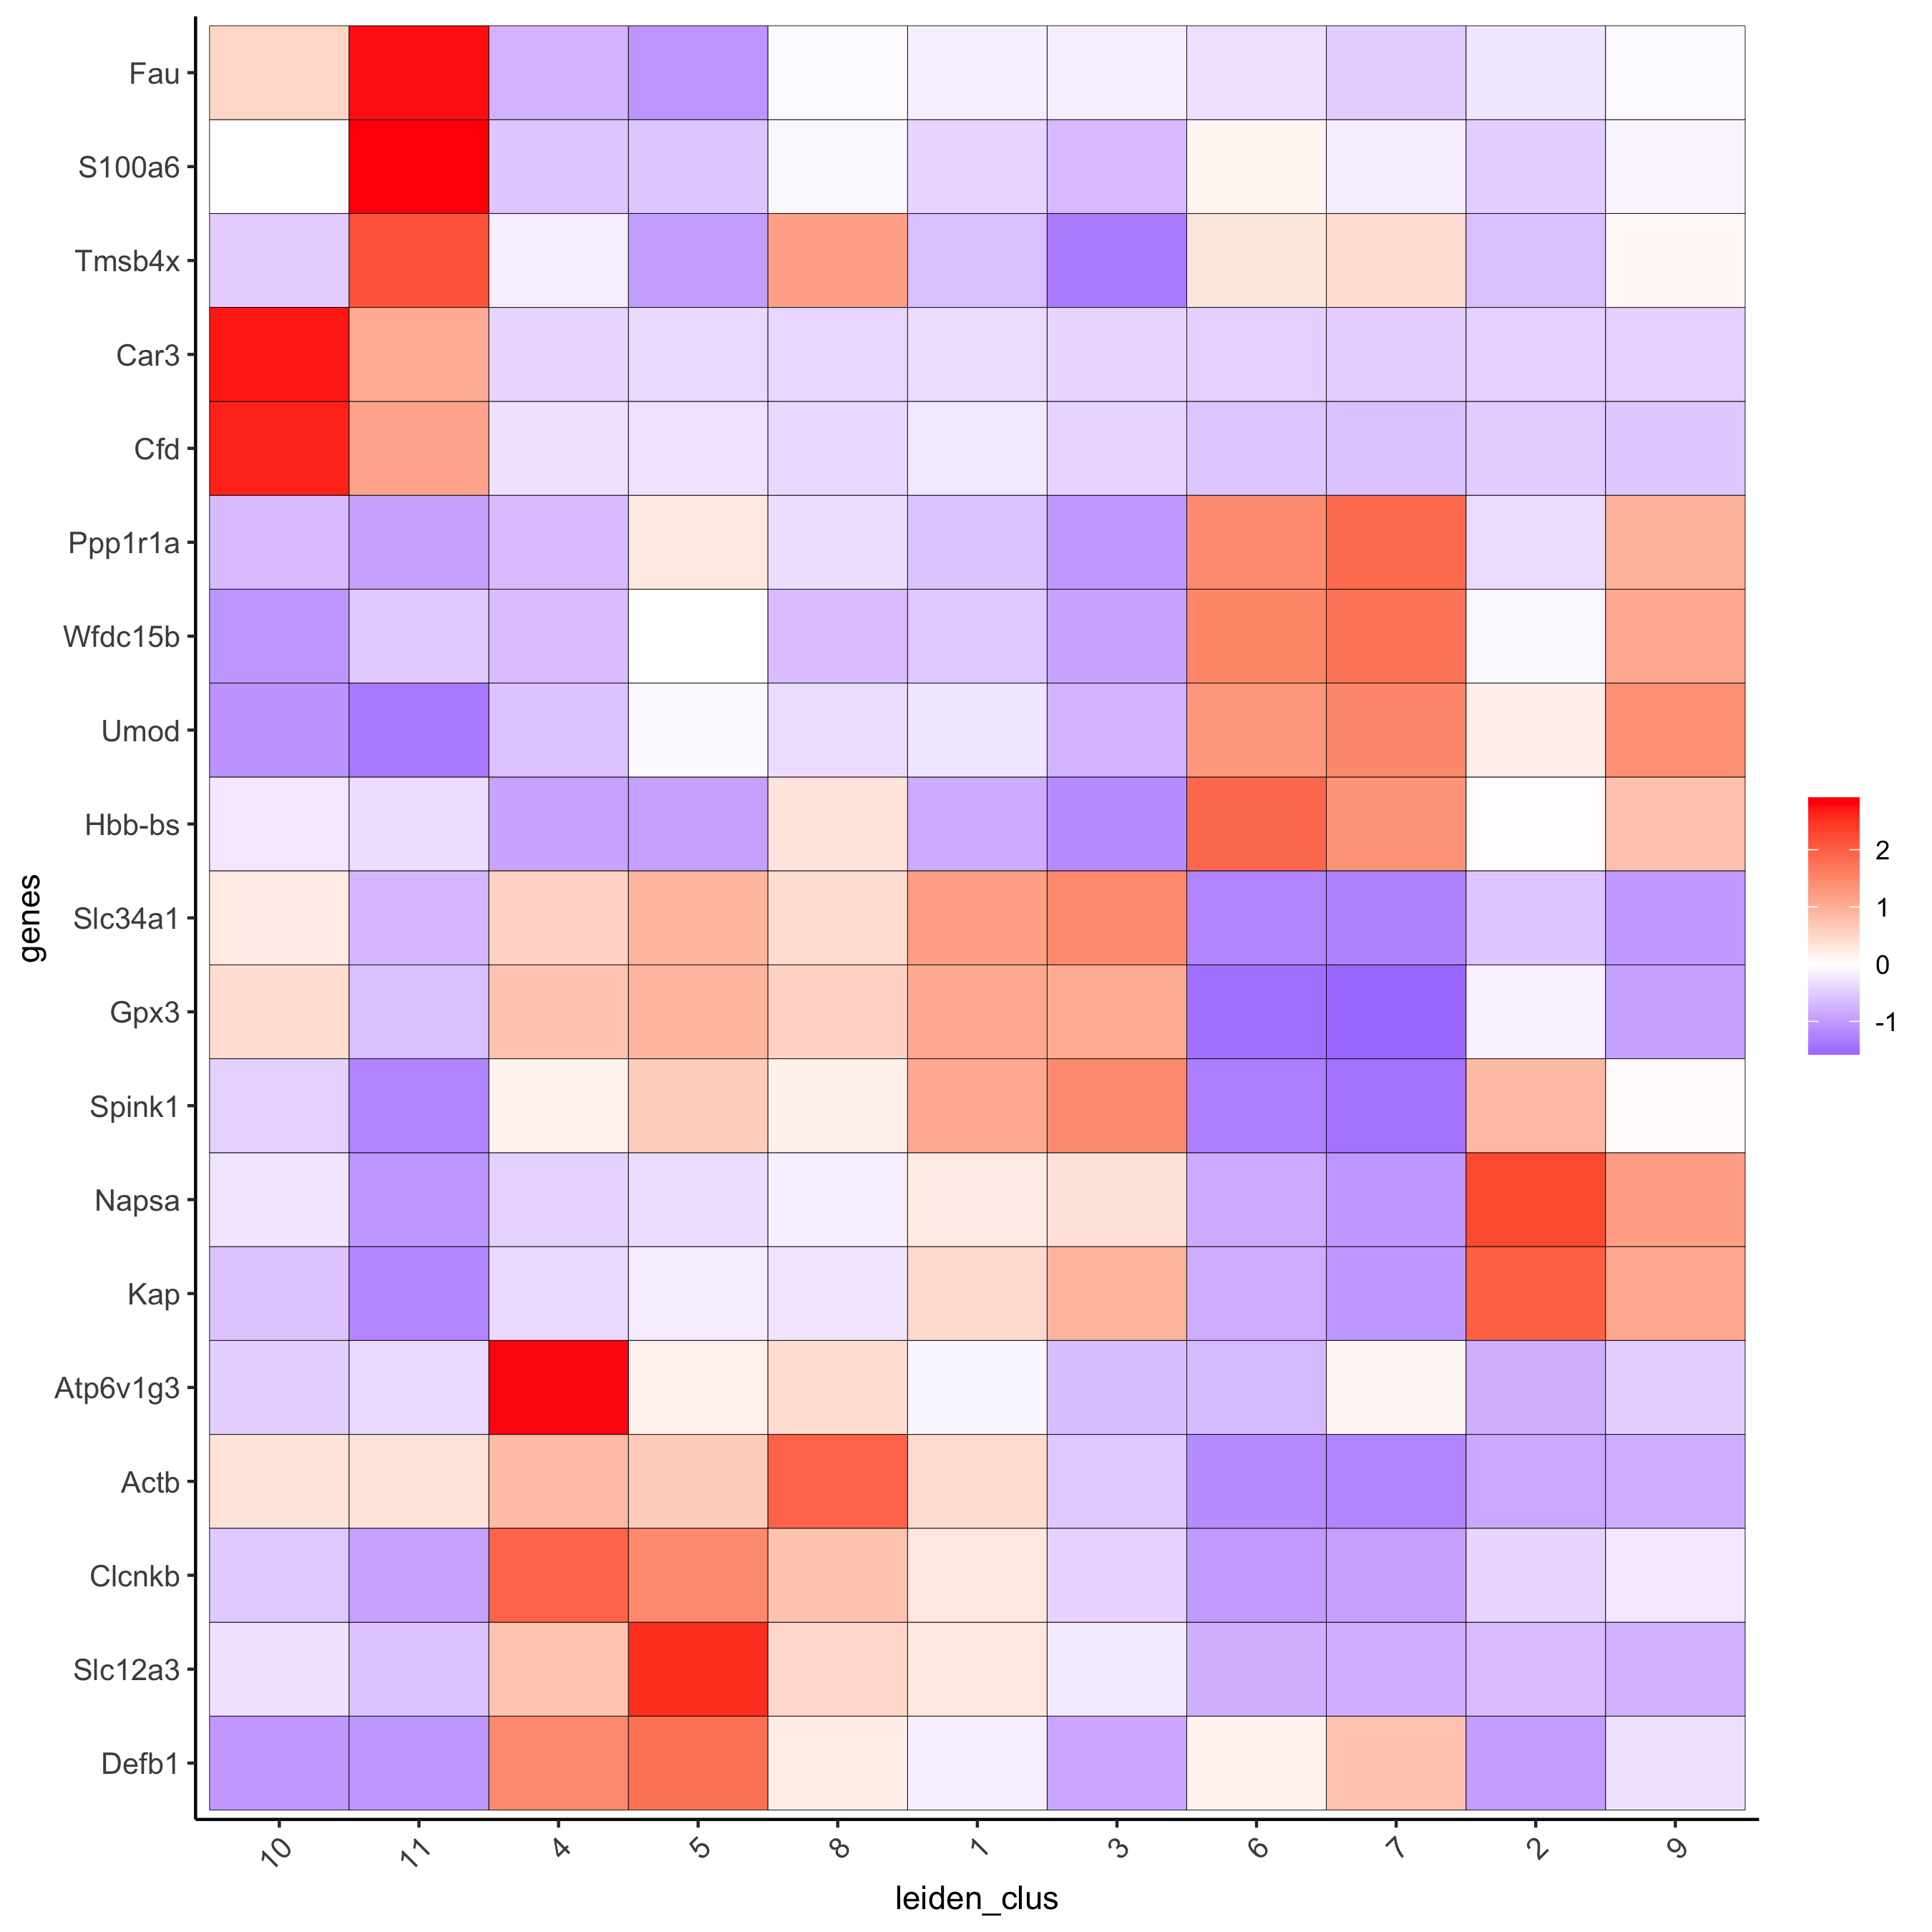 genes
Fau
S100a6
Tmsb4x
Car3
Cfd
Ppp1r1a
Wfdc15b
Umod
Hbb-bs
Slc34a1
Gpx3
Spink1
Napsa
Kap
Atp6v1g3
Actb
Clcnkb
Slc12a3
Defb1
10 11 4 5 8 1 3 6 7 2 9
leiden_clus
2
1
0
-1